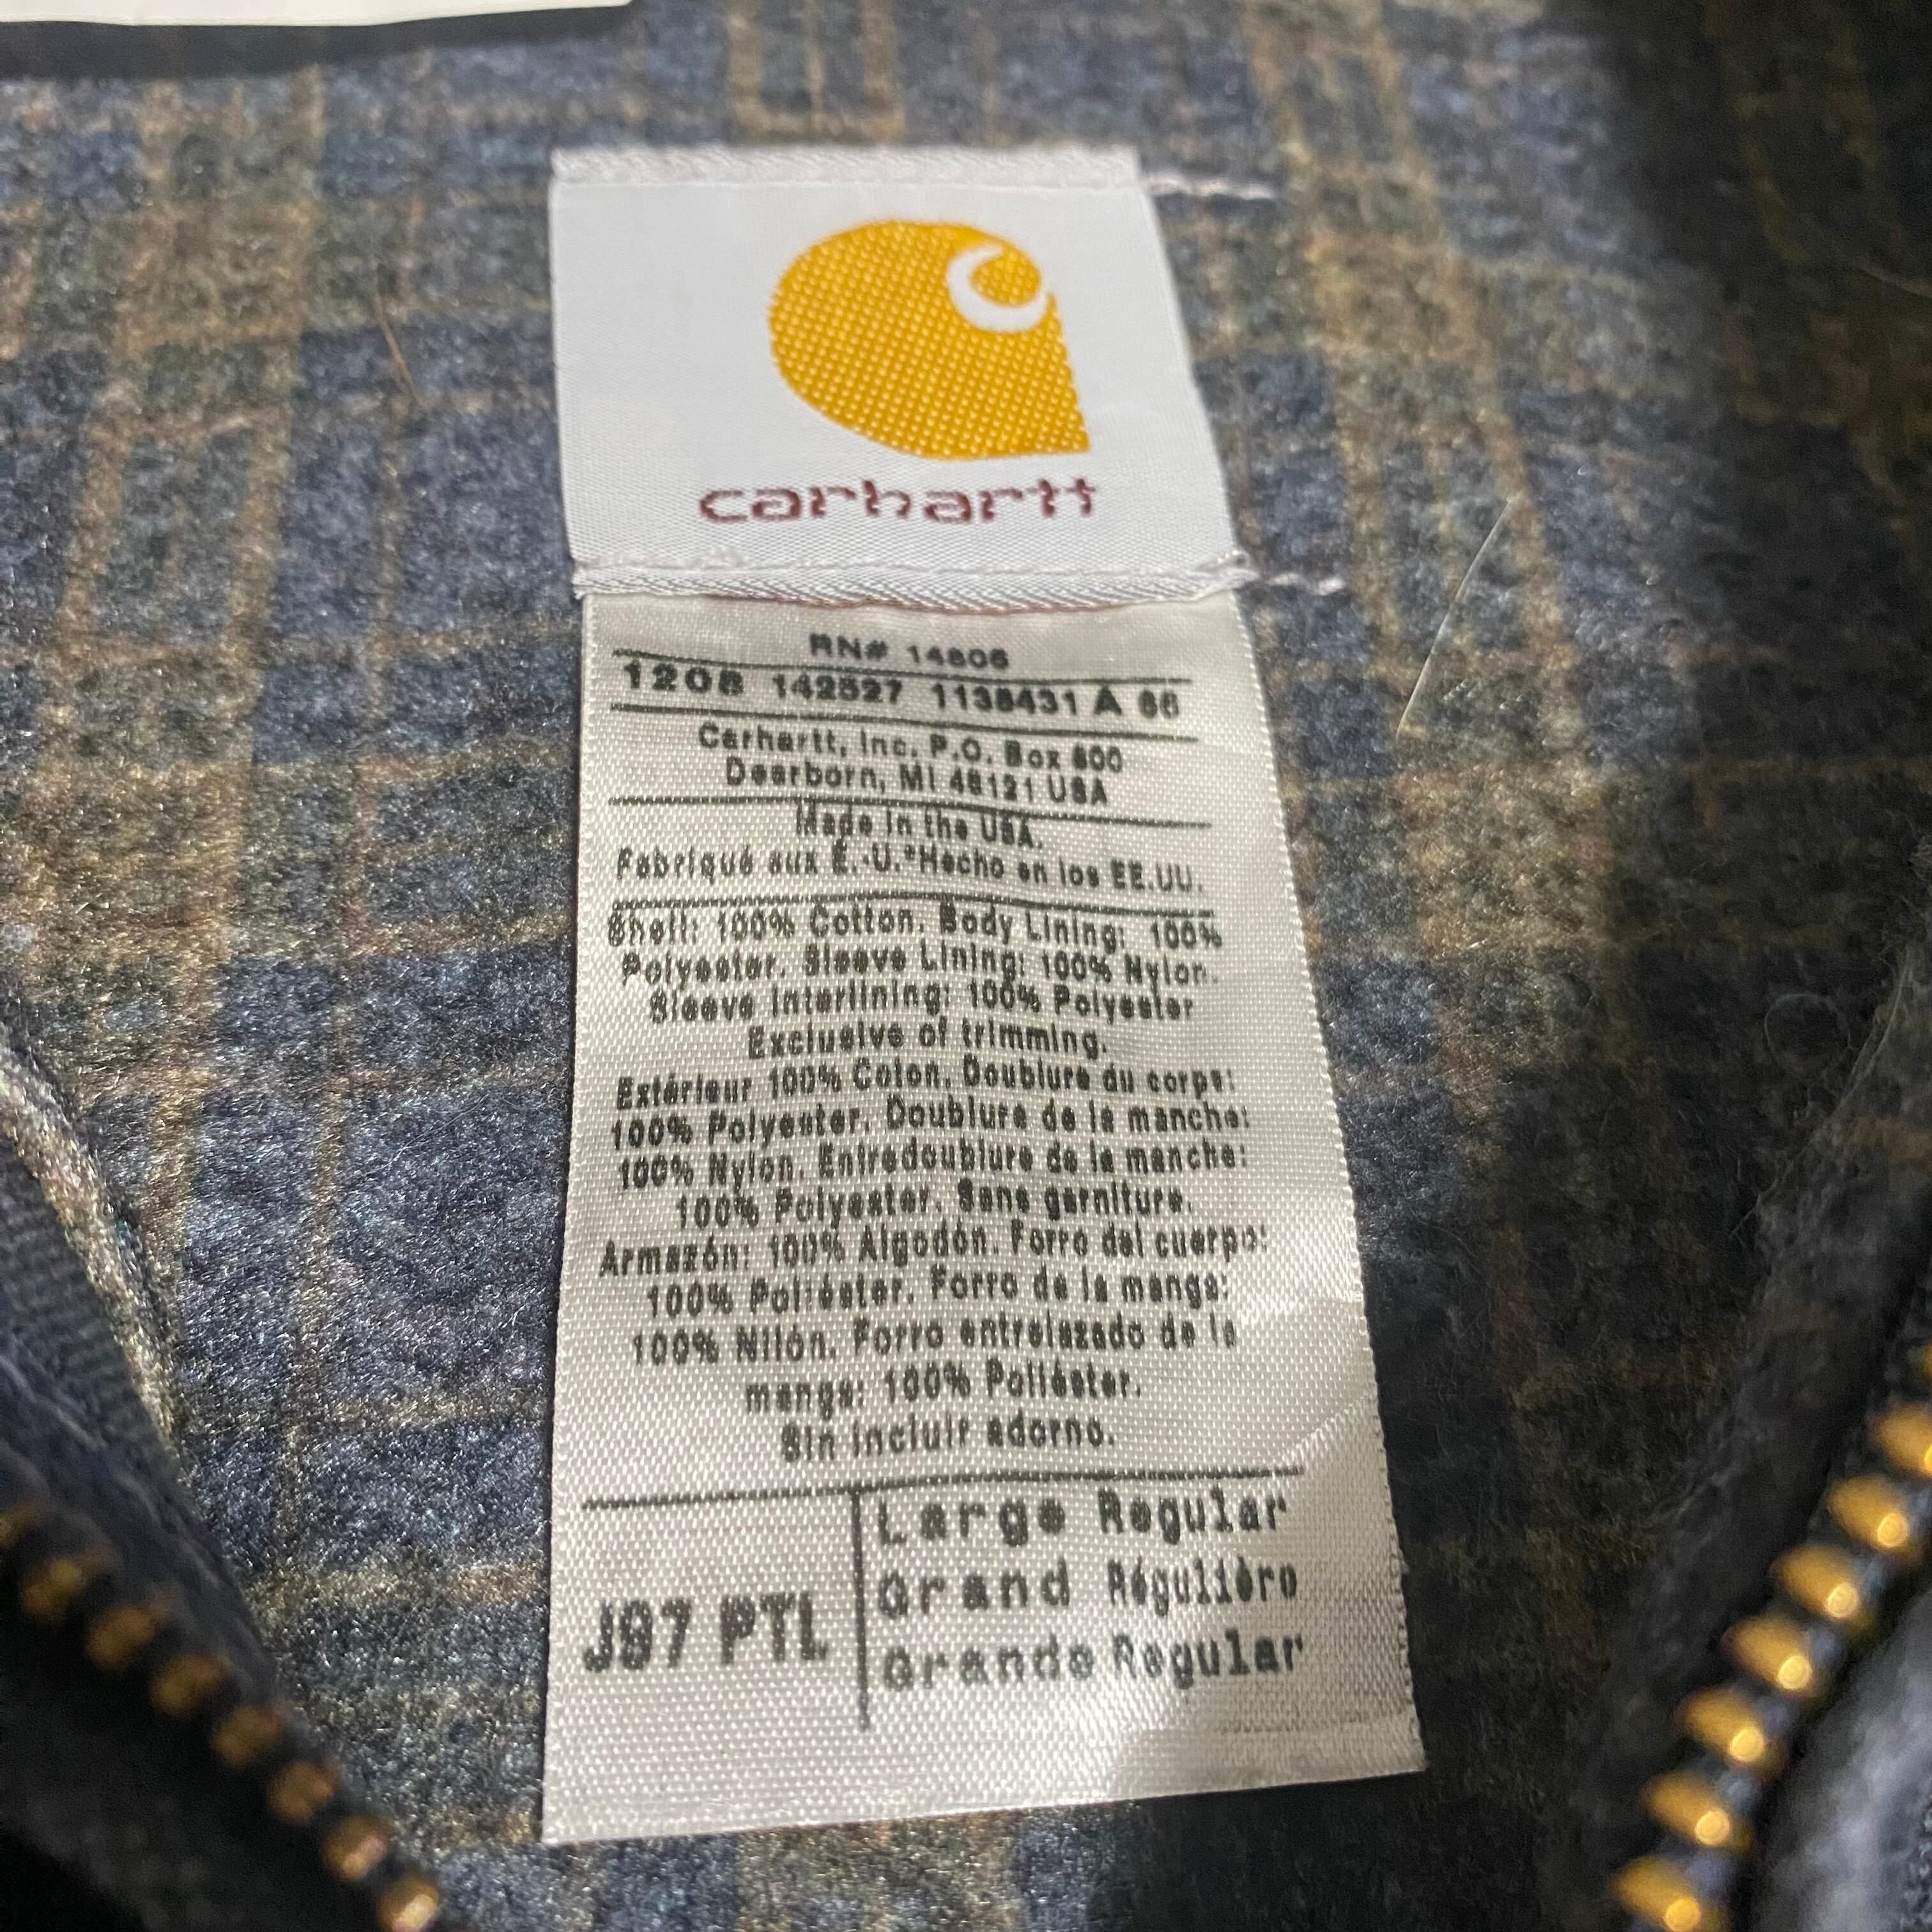 carhartt
RN# 14806
1208 142527 1138431 A 66
Carhartt, Inc. P.O. Box 600
Dearborn, MI 48121 USA
Made in the USA.
Fabriqué aux É.-U.*Hecho en los EE.UU.
Shell: 100% Cotton. Body Lining: 100%
Polyester. Sleeve Lining: 100% Nylon.
Sleeve Interlining: 100% Polyester
Exclusive of trimming.
Extérieur 100% Coton. Doublure du corps:
100% Polyester. Doublure de la manche:
100% Nylon. Entredoublure de la manche:
100% Polyester. Sans garniture.
Armazón: 100% Algodón. Forro del cuerpo:
100% Poliéster. Forro de la manga:
100% Nilón. Forro entrelazado de la
manga: 100% Poliéster.
Sin incluir adorno.
J97 PTL
Large Regular
Grand Régulière
Grande Regular